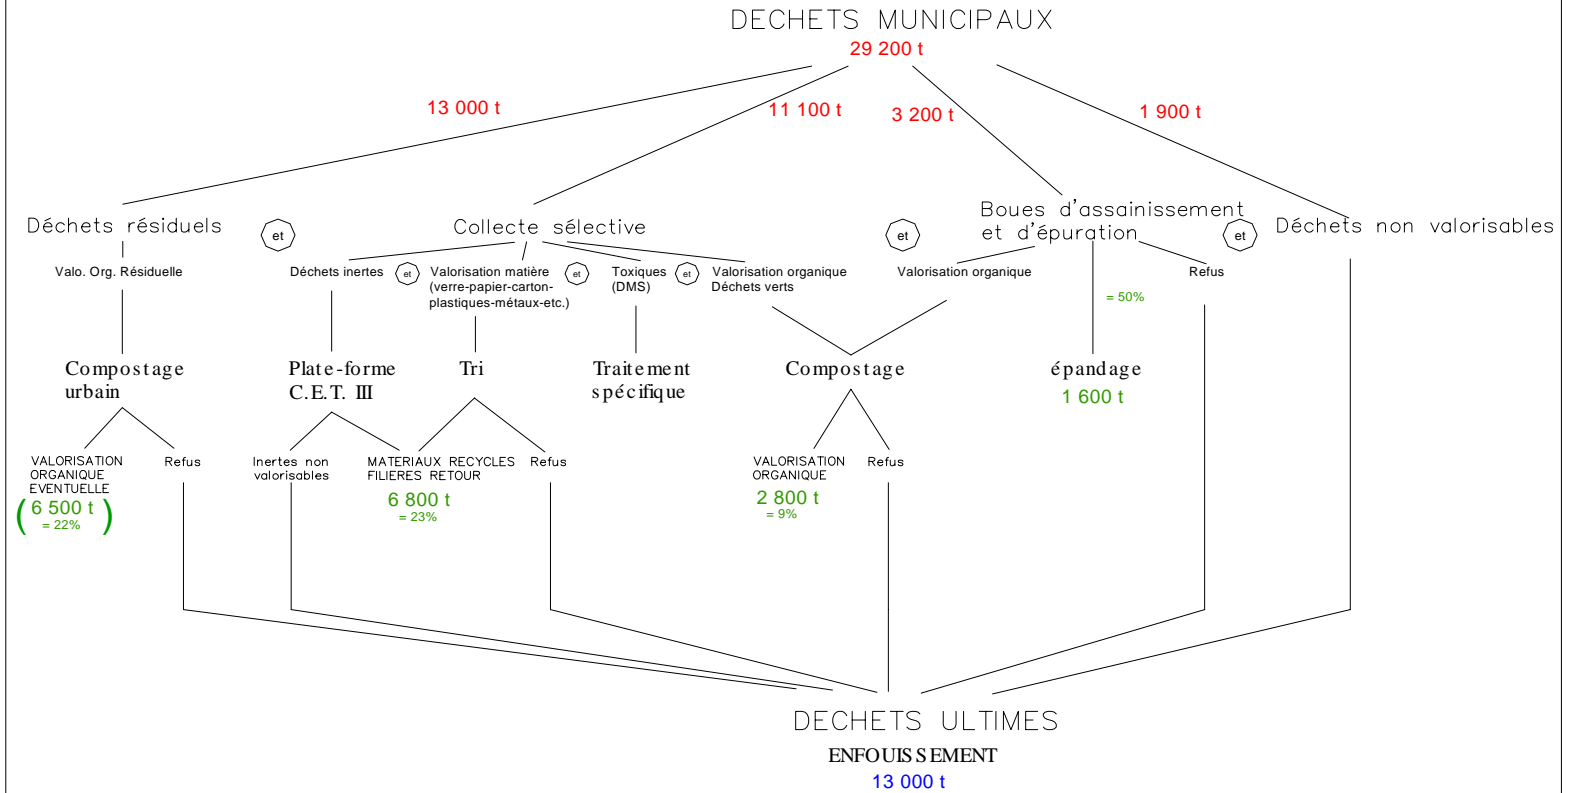 DECHETS MUNICIPAUX
29 200 t
13 000 t
11 100 t
3 200 t
1 900 t
Déchets résiduels
et
Collecte sélective
et
Boues d'assainissement
et d'épuration
et
Déchets non valorisables
Valo. Org. Résiduelle
Déchets inertes
et
Valorisation matière
(verre-papier-carton-
plastiques-métaux-etc.)
et
Toxiques
(DMS)
et
Valorisation organique
Déchets verts
Valorisation organique
= 50%
Refus
Compostage
urbain
Plate-forme
C.E.T. III
Tri
Traitement
spécifique
Compostage
épandage
1 600 t
VALORISATION
ORGANIQUE
EVENTUELLE
( 6 500 t )
= 22%
Refus
Inertes non
valorisables
MATERIAUX RECYCLES
FILIERES RETOUR
6 800 t
= 23%
Refus
VALORISATION
ORGANIQUE
2 800 t
= 9%
Refus
DECHETS ULTIMES
ENFOUISSEMENT
13 000 t